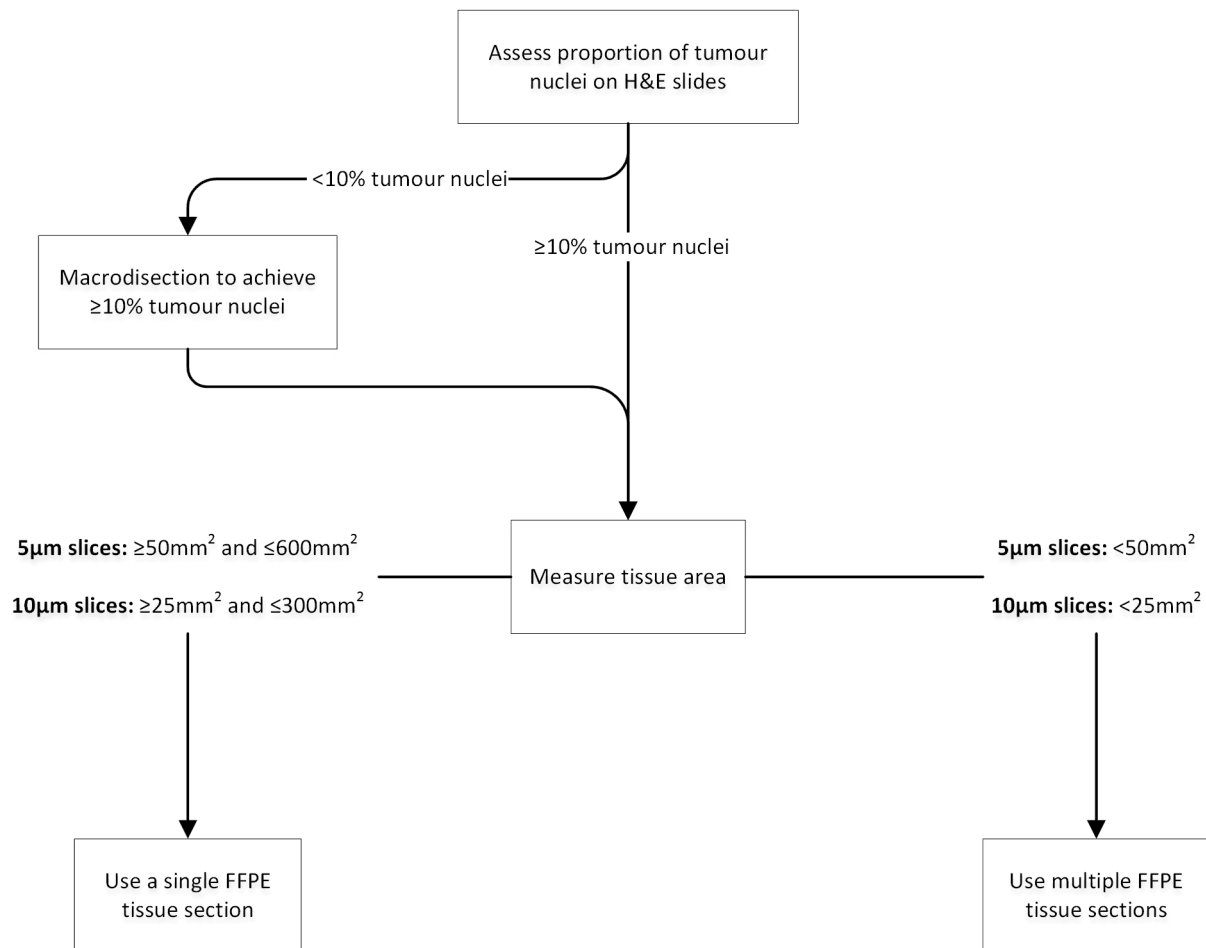 Assess proportion of tumour
nuclei on H&E slides
<10% tumour nuclei
≥10% tumour nuclei
Macrodisection to achieve
≥10% tumour nuclei
5µm slices: ≥50mm² and ≤600mm²
10µm slices: ≥25mm² and ≤300mm²
Measure tissue area
5µm slices: <50mm²
10µm slices: <25mm²
Use a single FFPE
tissue section
Use multiple FFPE
tissue sections